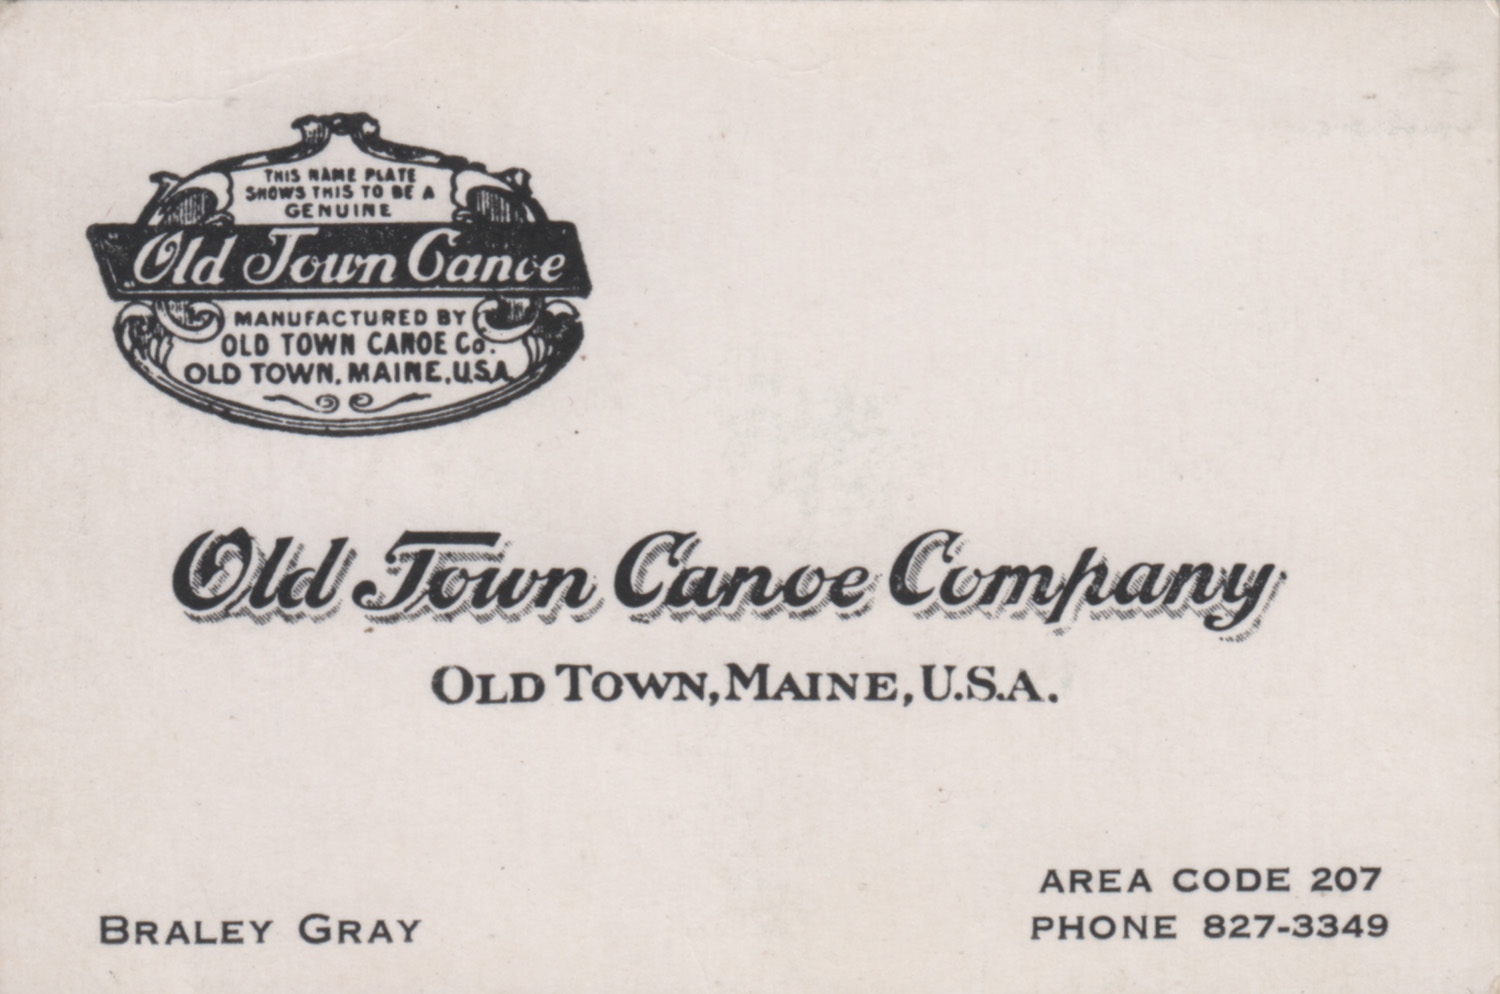 THIS NAME PLATE
SHOWS THIS TO BE A
GENUINE
Old Town Canoe
MANUFACTURED BY
OLD TOWN CANOE Co.
OLD TOWN, MAINE, U.S.A.
Old Town Canoe Company
OLD TOWN, MAINE, U.S.A.
BRALEY GRAY
AREA CODE 207
PHONE 827-3349